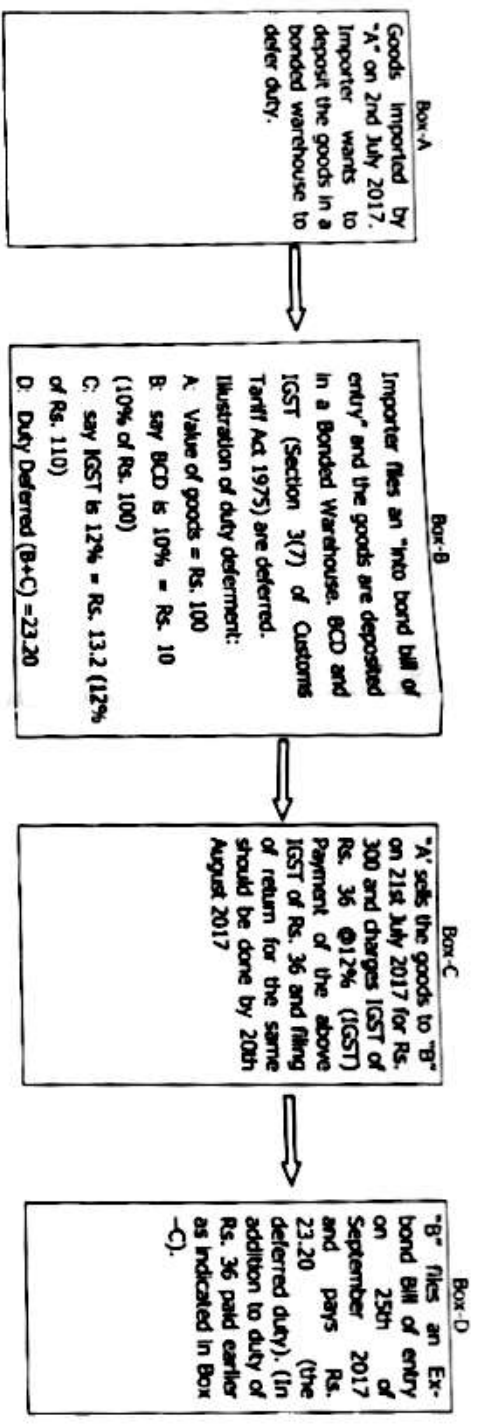 Box-A
Goods imported by
"A" on 2nd July 2017.
Importer wants to
deposit the goods in a
bonded warehouse to
defer duty.
Box-B
Importer files an "into bond bill of
entry" and the goods are deposited
in a Bonded Warehouse. BCD and
IGST (Section 3(7) of Customs
Tariff Act 1975) are deferred.
Illustration of duty deferment:
A: Value of goods = Rs. 100
B: say BCD is 10% = Rs. 10
(10% of Rs. 100)
C: say IGST is 12% = Rs. 13.2 (12%
of Rs. 110)
D: Duty Deferred (B+C) =23.20
Box-C
"A' sells the goods to "B"
on 21st July 2017 for Rs.
300 and charges IGST of
Rs. 36 @12% (IGST)
Payment of the above
IGST of Rs. 36 and filing
of return for the same
should be done by 20th
August 2017
Box-D
"B" files an Ex-
bond Bill of entry
on 25th of
September 2017
and pays Rs.
23.20 (the
deferred duty). (In
addition to duty of
Rs. 36 paid earlier
as indicated in Box
–C).